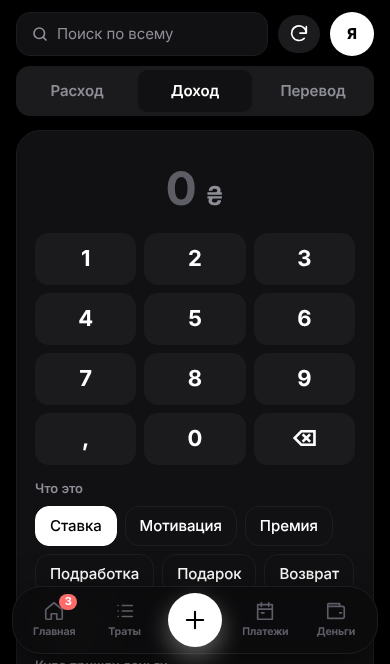 Поиск по всему
Я
Расход Доход Перевод
0 ₴
1 2 3
4 5 6
7 8 9
, 0
Что это
Ставка Мотивация Премия
Подработка Подарок Возврат
3
Главная Траты Платежи Деньги